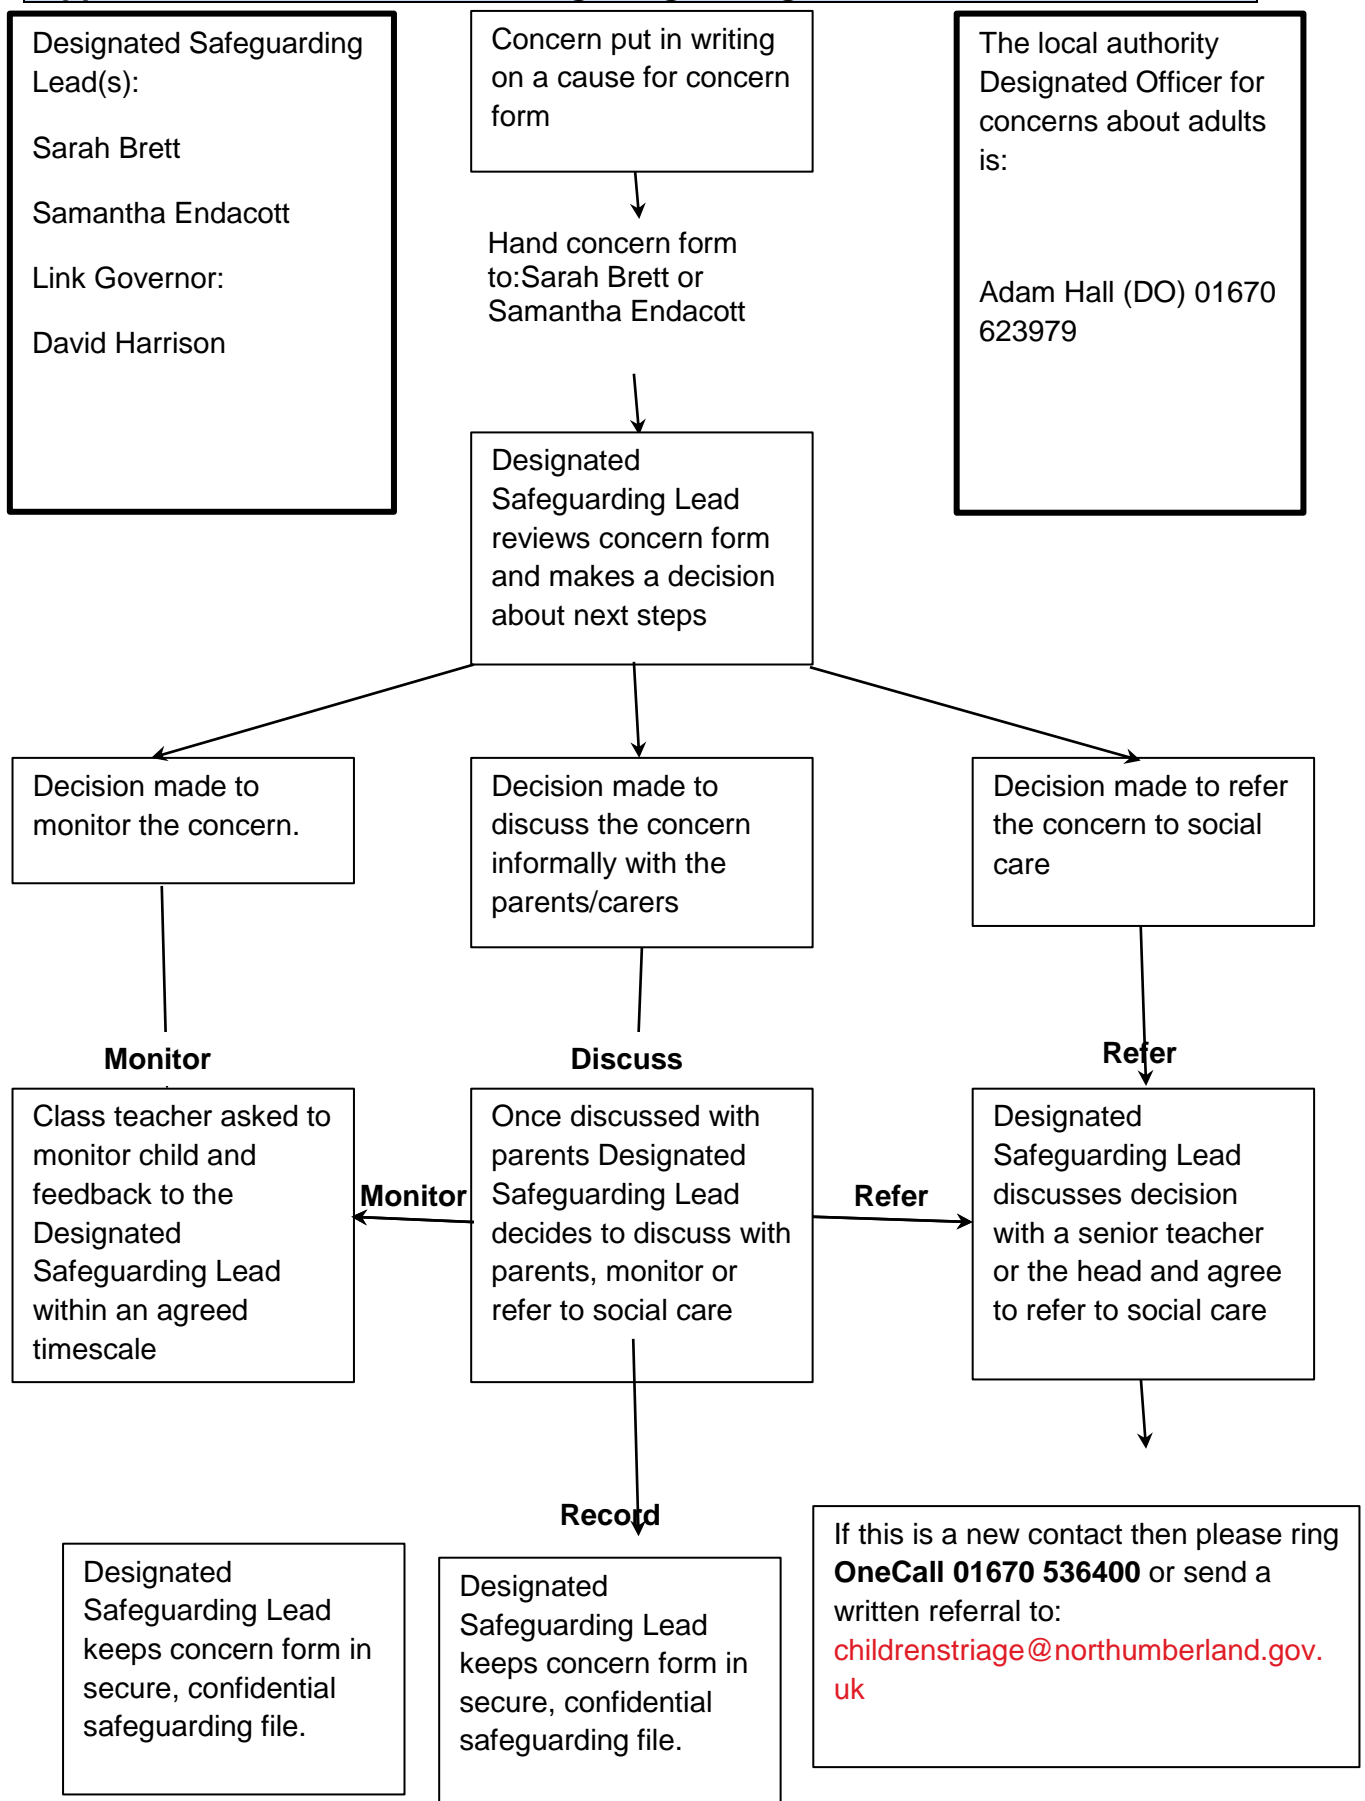 Designated Safeguarding
Lead(s):
Sarah Brett
Samantha Endacott
Link Governor:
David Harrison
Concern put in writing
on a cause for concern
form
The local authority
Designated Officer for
concerns about adults
is:
Adam Hall (DO) 01670
623979
Hand concern form
to:Sarah Brett or
Samantha Endacott
Designated
Safeguarding Lead
reviews concern form
and makes a decision
about next steps
Decision made to
monitor the concern.
Decision made to
discuss the concern
informally with the
parents/carers
Decision made to refer
the concern to social
care
Monitor
Discuss
Refer
Class teacher asked to
monitor child and
feedback to the
Designated
Safeguarding Lead
within an agreed
timescale
Monitor
Once discussed with
parents Designated
Safeguarding Lead
decides to discuss with
parents, monitor or
refer to social care
Refer
Designated
Safeguarding Lead
discusses decision
with a senior teacher
or the head and agree
to refer to social care
Record
Designated
Safeguarding Lead
keeps concern form in
secure, confidential
safeguarding file.
Designated
Safeguarding Lead
keeps concern form in
secure, confidential
safeguarding file.
If this is a new contact then please ring
OneCall 01670 536400 or send a
written referral to:
childrenstriage@northumberland.gov.
uk